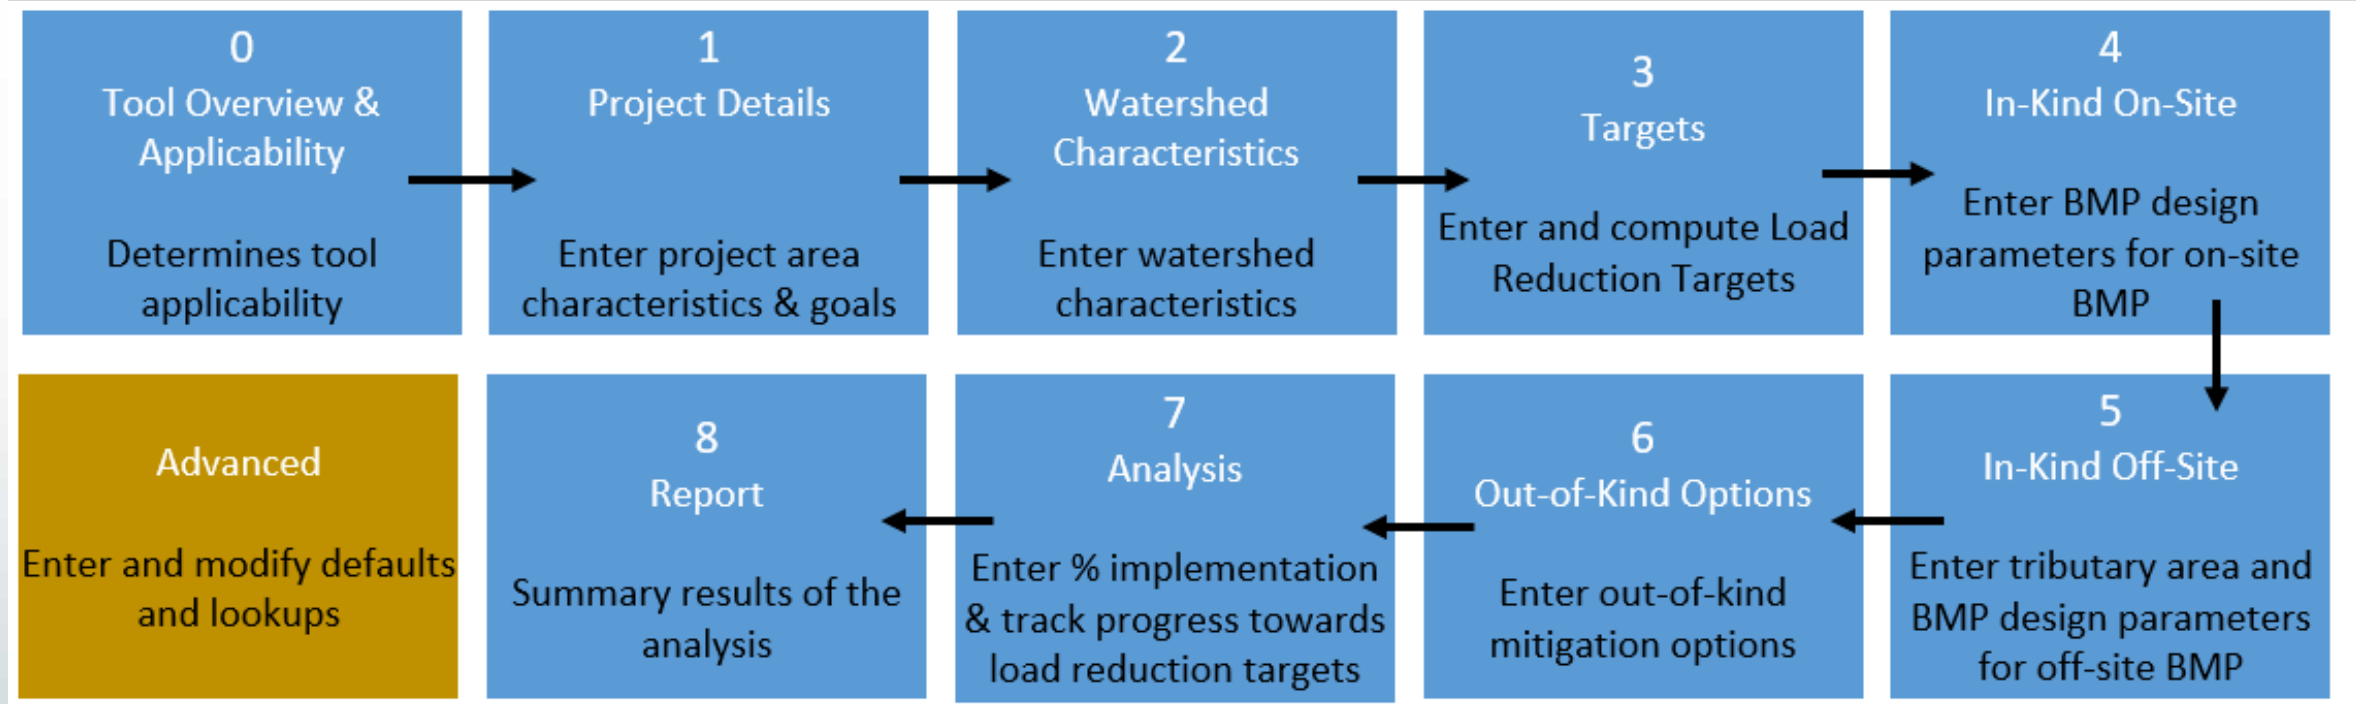 0
Tool Overview &
Applicability
Determines tool
applicability
1
Project Details
Enter project area
characteristics & goals
2
Watershed
Characteristics
Enter watershed
characteristics
3
Targets
Enter and compute Load
Reduction Targets
4
In-Kind On-Site
Enter BMP design
parameters for on-site
BMP
5
In-Kind Off-Site
Enter tributary area and
BMP design parameters
for off-site BMP
6
Out-of-Kind Options
Enter out-of-kind
mitigation options
7
Analysis
Enter % implementation
& track progress towards
load reduction targets
8
Report
Summary results of the
analysis
Advanced
Enter and modify defaults
and lookups